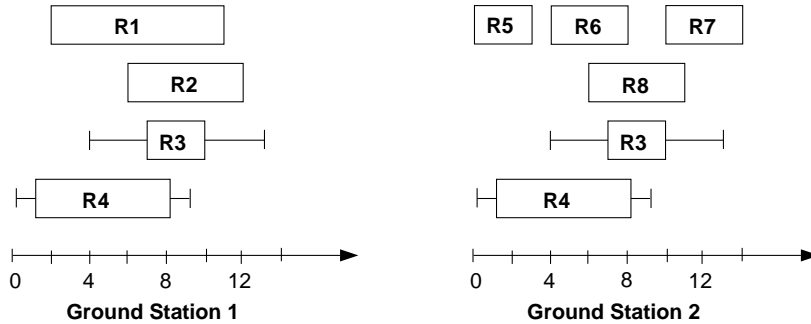 R1
R2
R3
R4
0 4 8 12
Ground Station 1
R5 R6 R7
R8
R3
R4
0 4 8 12
Ground Station 2